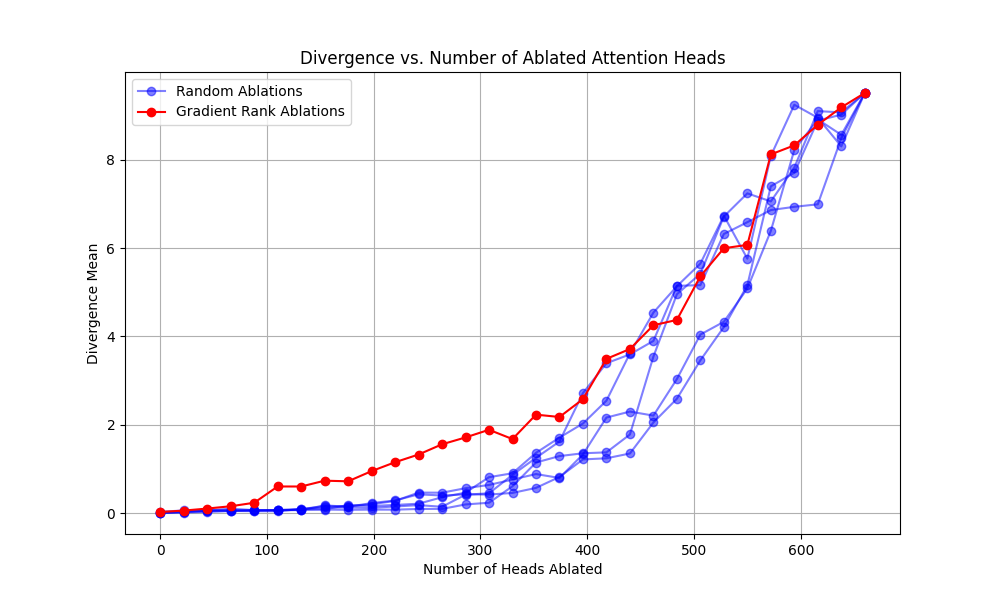 Divergence vs. Number of Ablated Attention Heads
Random Ablations
Gradient Rank Ablations
Divergence Mean
8
6
4
2
0
0 100 200 300 400 500 600
Number of Heads Ablated